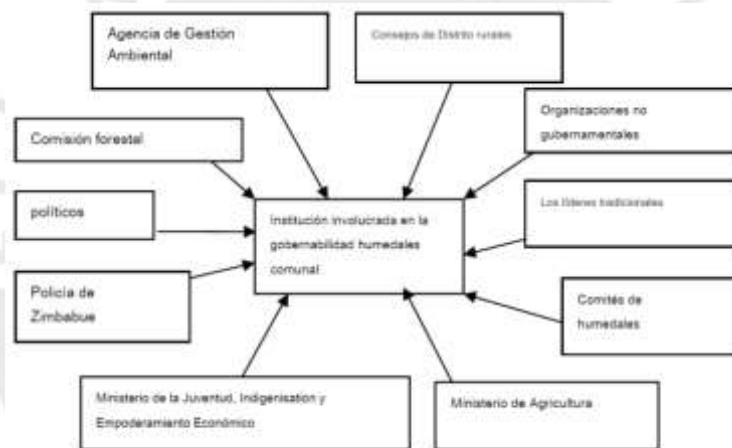 Agencia de Gestión
Ambiental
Consejos de Distrito rurales
Organizaciones no
gubernamentales
Comisión forestal
Los líderes tradicionales
políticos
Institución involucrada en la
gobernabilidad humedales
comunal
Policía de
Zimbabue
Comités de
humedales
Ministerio de la Juventud, Indigenisation y
Empoderamiento Económico
Ministerio de Agricultura